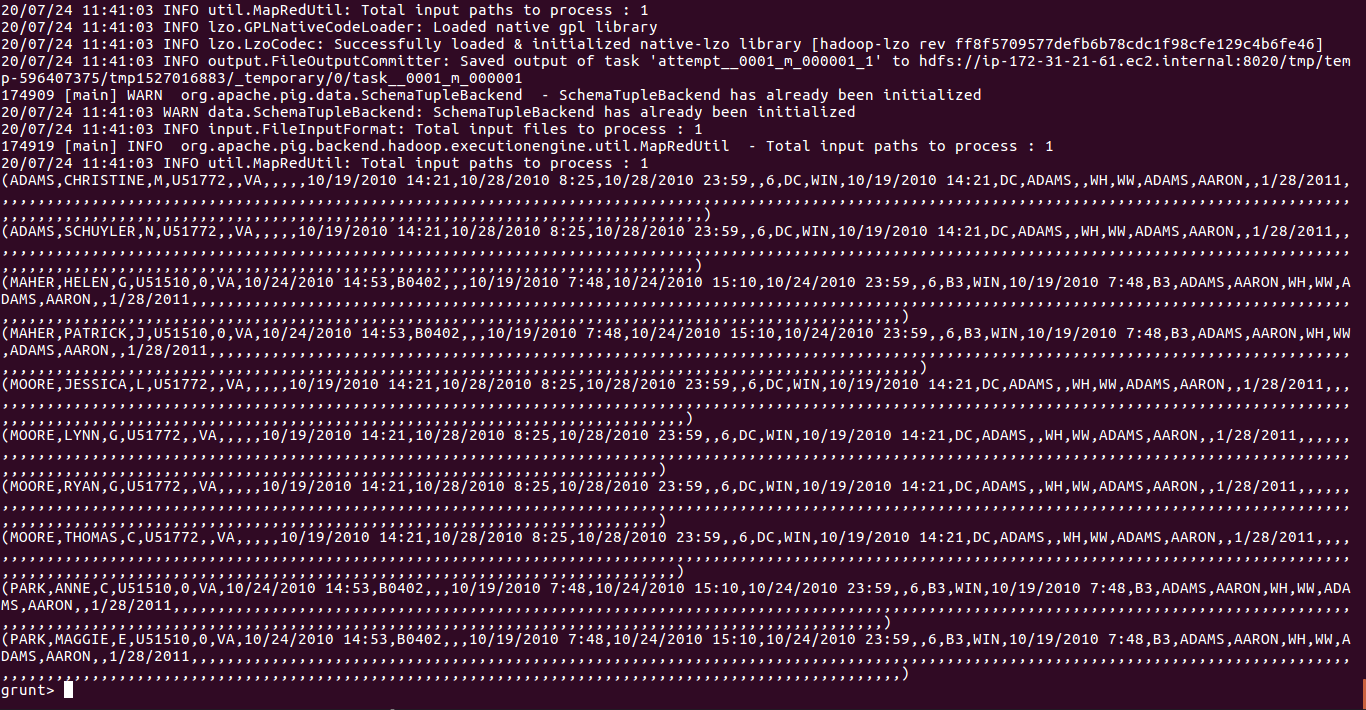 20/07/24 11:41:03 INFO util.MapRedUtil: Total input paths to process : 1
20/07/24 11:41:03 INFO lzo.GPLNativeCodeLoader: Loaded native gpl library
20/07/24 11:41:03 INFO lzo.LzoCodec: Successfully loaded & initialized native-lzo library [hadoop-lzo rev ff8f5709577defb6b78cdc1f98cfe129c4b6fe46]
20/07/24 11:41:03 INFO output.FileOutputCommitter: Saved output of task 'attempt__0001_m_000001_1' to hdfs://ip-172-31-21-61.ec2.internal:8020/tmp/tem
p-596407375/tmp1527016883/_temporary/0/task__0001_m_000001
174909 [main] WARN  org.apache.pig.data.SchemaTupleBackend  - SchemaTupleBackend has already been initialized
20/07/24 11:41:03 WARN data.SchemaTupleBackend: SchemaTupleBackend has already been initialized
20/07/24 11:41:03 INFO input.FileInputFormat: Total input files to process : 1
174919 [main] INFO  org.apache.pig.backend.hadoop.executionengine.util.MapRedUtil  - Total input paths to process : 1
20/07/24 11:41:03 INFO util.MapRedUtil: Total input paths to process : 1
(ADAMS,CHRISTINE,M,U51772,,VA,,,,,10/19/2010 14:21,10/28/2010 8:25,10/28/2010 23:59,,6,DC,WIN,10/19/2010 14:21,DC,ADAMS,,WH,WW,ADAMS,AARON,,1/28/2011,
,,,,,,,,,,,,,,,,,,,,,,,,,,,,,,,,,,,,,,,,,,,,,,,,,,,,,,,,,,,,,,,,,,,,,,,,,,,,,,,,,,,,,,,,,,,,,,,,,,,,,,,,,,,,,,,,,,,,,,,,,,,,,,,,,,,,,,,,,,,,,,,,,,,,,,
,,,,,,,,,,,,,,,,,,,,,,,,,,,,,,,,,,,,,,,,,,,,,,,,,,,,,,,,,,,,,,,,,,,,,,,,,,,,,,)
(ADAMS,SCHUYLER,N,U51772,,VA,,,,,10/19/2010 14:21,10/28/2010 8:25,10/28/2010 23:59,,6,DC,WIN,10/19/2010 14:21,DC,ADAMS,,WH,WW,ADAMS,AARON,,1/28/2011,,
,,,,,,,,,,,,,,,,,,,,,,,,,,,,,,,,,,,,,,,,,,,,,,,,,,,,,,,,,,,,,,,,,,,,,,,,,,,,,,,,,,,,,,,,,,,,,,,,,,,,,,,,,,,,,,,,,,,,,,,,,,,,,,,,,,,,,,,,,,,,,,,,,,,,,,
,,,,,,,,,,,,,,,,,,,,,,,,,,,,,,,,,,,,,,,,,,,,,,,,,,,,,,,,,,,,,,,,,,,,,,,,,,,,,)
(MAHER,HELEN,G,U51510,0,VA,10/24/2010 14:53,B0402,,,10/19/2010 7:48,10/24/2010 15:10,10/24/2010 23:59,,6,B3,WIN,10/19/2010 7:48,B3,ADAMS,AARON,WH,WW,A
DAMS,AARON,,1/28/2011,,,,,,,,,,,,,,,,,,,,,,,,,,,,,,,,,,,,,,,,,,,,,,,,,,,,,,,,,,,,,,,,,,,,,,,,,,,,,,,,,,,,,,,,,,,,,,,,,,,,,,,,,,,,,,,,,,,,,,,,,,,,,,,,,
,,,,,,,,,,,,,,,,,,,,,,,,,,,,,,,,,,,,,,,,,,,,,,,,,,,,,,,,,,,,,,,,,,,,,,,,,,,,,,,,,,,,,,,,,,,,,,,,,,,,)
(MAHER,PATRICK,J,U51510,0,VA,10/24/2010 14:53,B0402,,,10/19/2010 7:48,10/24/2010 15:10,10/24/2010 23:59,,6,B3,WIN,10/19/2010 7:48,B3,ADAMS,AARON,WH,WW
,ADAMS,AARON,,1/28/2011,,,,,,,,,,,,,,,,,,,,,,,,,,,,,,,,,,,,,,,,,,,,,,,,,,,,,,,,,,,,,,,,,,,,,,,,,,,,,,,,,,,,,,,,,,,,,,,,,,,,,,,,,,,,,,,,,,,,,,,,,,,,,,,
,,,,,,,,,,,,,,,,,,,,,,,,,,,,,,,,,,,,,,,,,,,,,,,,,,,,,,,,,,,,,,,,,,,,,,,,,,,,,,,,,,,,,,,,,,,,,,,,,,,,,,)
(MOORE,JESSICA,L,U51772,,VA,,,,,10/19/2010 14:21,10/28/2010 8:25,10/28/2010 23:59,,6,DC,WIN,10/19/2010 14:21,DC,ADAMS,,WH,WW,ADAMS,AARON,,1/28/2011,,,
,,,,,,,,,,,,,,,,,,,,,,,,,,,,,,,,,,,,,,,,,,,,,,,,,,,,,,,,,,,,,,,,,,,,,,,,,,,,,,,,,,,,,,,,,,,,,,,,,,,,,,,,,,,,,,,,,,,,,,,,,,,,,,,,,,,,,,,,,,,,,,,,,,,,,,
,,,,,,,,,,,,,,,,,,,,,,,,,,,,,,,,,,,,,,,,,,,,,,,,,,,,,,,,,,,,,,,,,,,,,,,,,,,,)
(MOORE,LYNN,G,U51772,,VA,,,,,10/19/2010 14:21,10/28/2010 8:25,10/28/2010 23:59,,6,DC,WIN,10/19/2010 14:21,DC,ADAMS,,WH,WW,ADAMS,AARON,,1/28/2011,,,,,,
,,,,,,,,,,,,,,,,,,,,,,,,,,,,,,,,,,,,,,,,,,,,,,,,,,,,,,,,,,,,,,,,,,,,,,,,,,,,,,,,,,,,,,,,,,,,,,,,,,,,,,,,,,,,,,,,,,,,,,,,,,,,,,,,,,,,,,,,,,,,,,,,,,,,,,
,,,,,,,,,,,,,,,,,,,,,,,,,,,,,,,,,,,,,,,,,,,,,,,,,,,,,,,,,,,,,,,,,,,,,,,,,)
(MOORE,RYAN,G,U51772,,VA,,,,,10/19/2010 14:21,10/28/2010 8:25,10/28/2010 23:59,,6,DC,WIN,10/19/2010 14:21,DC,ADAMS,,WH,WW,ADAMS,AARON,,1/28/2011,,,,,,
,,,,,,,,,,,,,,,,,,,,,,,,,,,,,,,,,,,,,,,,,,,,,,,,,,,,,,,,,,,,,,,,,,,,,,,,,,,,,,,,,,,,,,,,,,,,,,,,,,,,,,,,,,,,,,,,,,,,,,,,,,,,,,,,,,,,,,,,,,,,,,,,,,,,,,
,,,,,,,,,,,,,,,,,,,,,,,,,,,,,,,,,,,,,,,,,,,,,,,,,,,,,,,,,,,,,,,,,,,,,,,,,)
(MOORE,THOMAS,C,U51772,,VA,,,,,10/19/2010 14:21,10/28/2010 8:25,10/28/2010 23:59,,6,DC,WIN,10/19/2010 14:21,DC,ADAMS,,WH,WW,ADAMS,AARON,,1/28/2011,,,,
,,,,,,,,,,,,,,,,,,,,,,,,,,,,,,,,,,,,,,,,,,,,,,,,,,,,,,,,,,,,,,,,,,,,,,,,,,,,,,,,,,,,,,,,,,,,,,,,,,,,,,,,,,,,,,,,,,,,,,,,,,,,,,,,,,,,,,,,,,,,,,,,,,,,,,
,,,,,,,,,,,,,,,,,,,,,,,,,,,,,,,,,,,,,,,,,,,,,,,,,,,,,,,,,,,,,,,,,,,,,,,,,,,)
(PARK,ANNE,C,U51510,0,VA,10/24/2010 14:53,B0402,,,10/19/2010 7:48,10/24/2010 15:10,10/24/2010 23:59,,6,B3,WIN,10/19/2010 7:48,B3,ADAMS,AARON,WH,WW,ADA
MS,AARON,,1/28/2011,,,,,,,,,,,,,,,,,,,,,,,,,,,,,,,,,,,,,,,,,,,,,,,,,,,,,,,,,,,,,,,,,,,,,,,,,,,,,,,,,,,,,,,,,,,,,,,,,,,,,,,,,,,,,,,,,,,,,,,,,,,,,,,,,,,
,,,,,,,,,,,,,,,,,,,,,,,,,,,,,,,,,,,,,,,,,,,,,,,,,,,,,,,,,,,,,,,,,,,,,,,,,,,,,,,,,,,,,,,,,,,,,,,,,,)
(PARK,MAGGIE,E,U51510,0,VA,10/24/2010 14:53,B0402,,,10/19/2010 7:48,10/24/2010 15:10,10/24/2010 23:59,,6,B3,WIN,10/19/2010 7:48,B3,ADAMS,AARON,WH,WW,A
DAMS,AARON,,1/28/2011,,,,,,,,,,,,,,,,,,,,,,,,,,,,,,,,,,,,,,,,,,,,,,,,,,,,,,,,,,,,,,,,,,,,,,,,,,,,,,,,,,,,,,,,,,,,,,,,,,,,,,,,,,,,,,,,,,,,,,,,,,,,,,,,,
,,,,,,,,,,,,,,,,,,,,,,,,,,,,,,,,,,,,,,,,,,,,,,,,,,,,,,,,,,,,,,,,,,,,,,,,,,,,,,,,,,,,,,,,,,,,,,,,,,,,)
grunt>